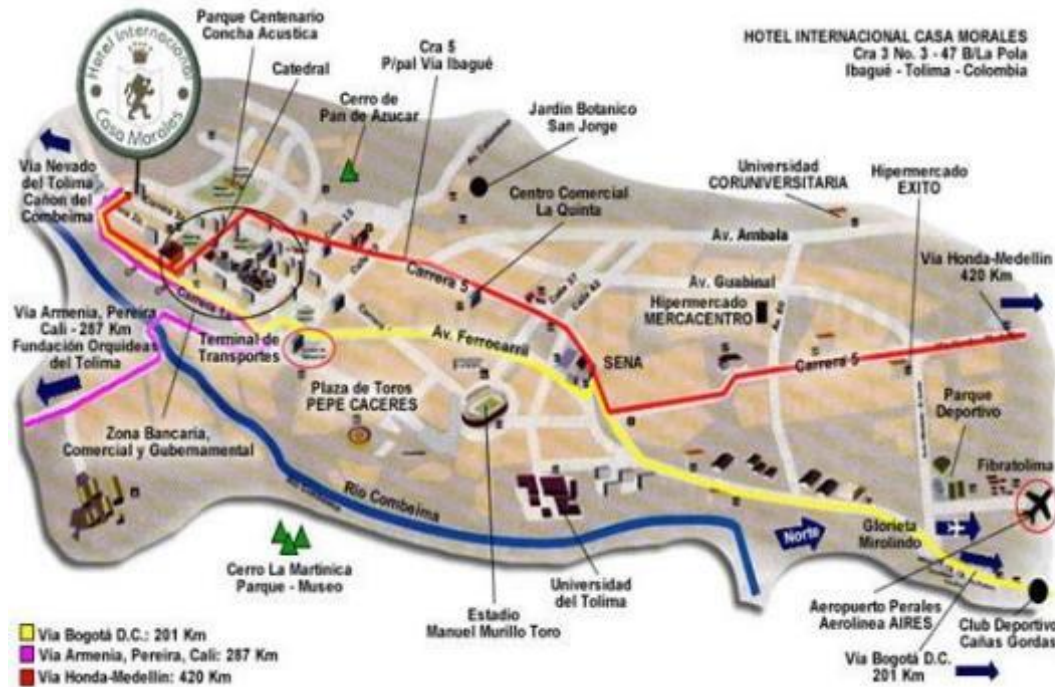 Hotel Internacional
Casa Morales
Parque Centenario
Concha Acustica
Catedral
Cra 5
P/pal Via Ibagué
Cerro de
Pan de Azucar
HOTEL INTERNACIONAL CASA MORALES
Cra 3 No. 3 - 47 B/La Pola
Ibagué - Tolima - Colombia
Jardin Botanico
San Jorge
Universidad
CORUNIVERSITARIA
Hipermercado
EXITO
Via Nevado
del Tolima
Cañon del
Combeima
Centro Comercial
La Quinta
Av. Ambala
Via Honda-Medellin
420 Km
Carrera 5
Av. Guabinal
Hipermercado
MERCACENTRO
Via Armenia, Pereira
Cali - 287 Km
Fundación Orquideas
del Tolima
Terminal de
Transportes
Av. Ferrocarril
SENA
Carrera 5
Plaza de Toros
PEPE CACERES
Parque
Deportivo
Zona Bancaria,
Comercial y Gubernamental
Fibratolima
Rio Combeima
Norte
Glorieta
Mirolindo
Cerro La Martinica
Parque - Museo
Universidad
del Tolima
Estadio
Manuel Murillo Toro
Aeropuerto Perales
Aerolinea AIRES
Club Deportivo
Cañas Gordas
Via Bogotá D.C.
201 Km
Via Bogotá D.C.: 201 Km
Via Armenia, Pereira, Cali: 287 Km
Via Honda-Medellin: 420 Km